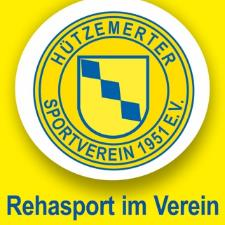 HÜTZEMERTER
SPORTVEREIN 1951 E.V.
Rehasport im Verein